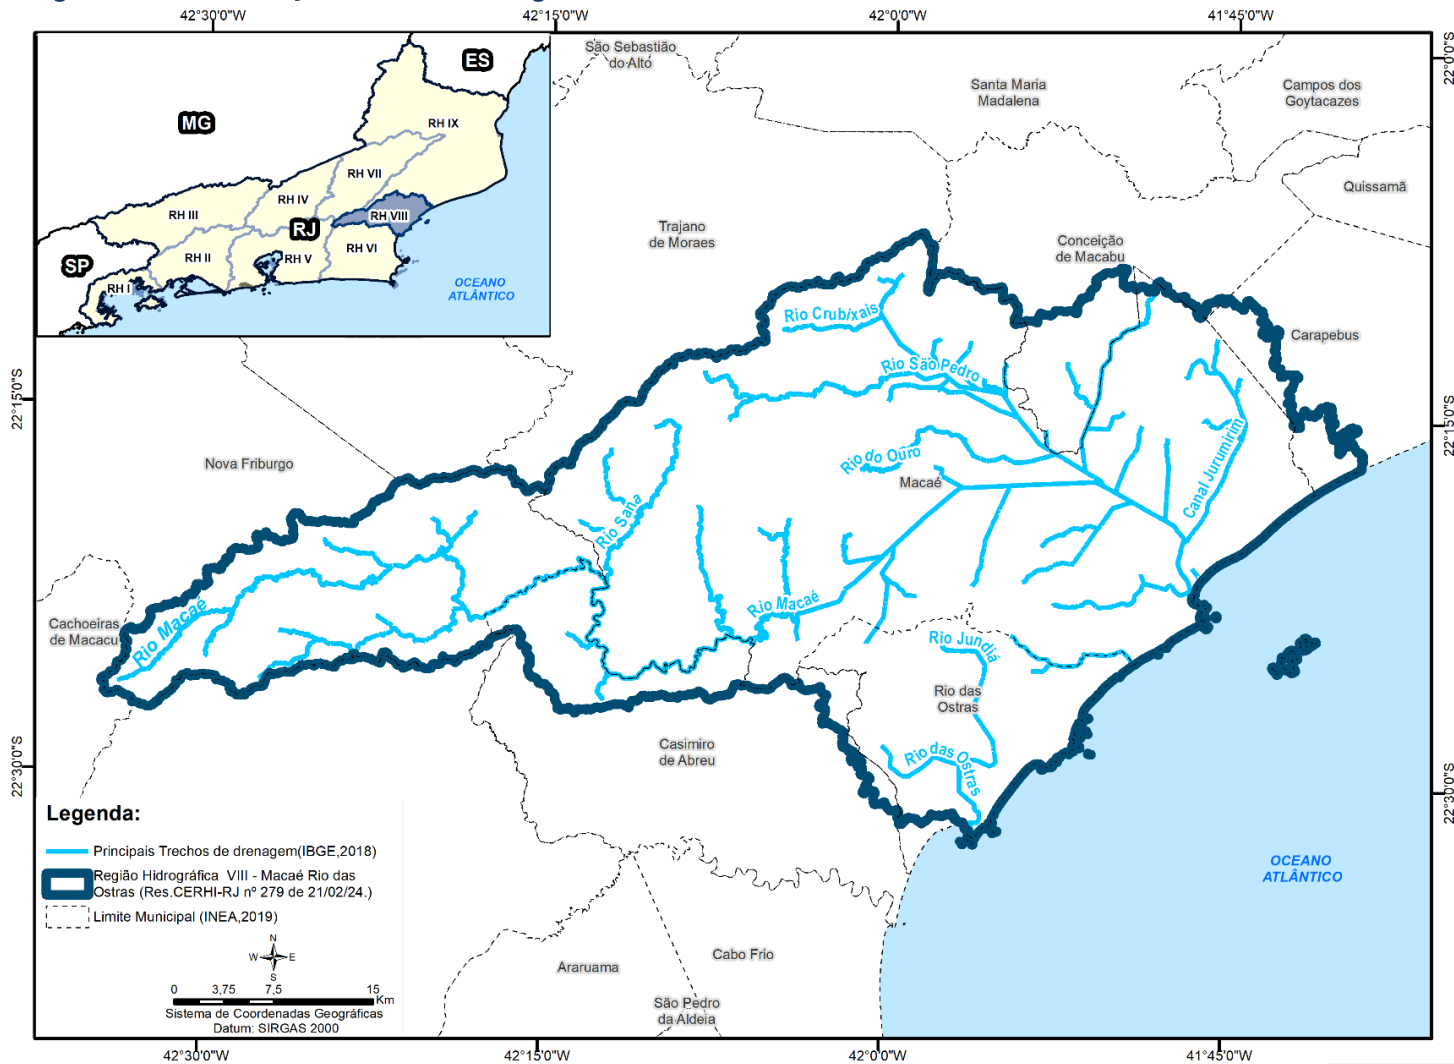 42°30'0"W
42°15'0"W
42°0'0"W
41°45'0"W
22°0'0"S
22°15'0"S
22°30'0"S
22°15'0"S
22°30'0"S
ES
MG
RJ
SP
RH IX
RH VII
RH IV
RH III
RH VIII
RH VI
RH V
RH II
RH I
OCEANO
ATLÂNTICO
São Sebastião
do Alto
Santa Maria
Madalena
Campos dos
Goytacazes
Quissamã
Trajano
de Moraes
Conceição
de Macabu
Carapebus
Rio Crubixais
Rio São Pedro
Rio do Ouro
Macaé
Canal Jurumirim
Nova Friburgo
Rio Sana
Rio Macaé
Rio Macaé
Cachoeiras
de Macacu
Rio Jundiá
Rio das
Ostras
Rio das Ostras
Casimiro
de Abreu
OCEANO
ATLÂNTICO
Cabo Frio
Araruama
São Pedro
da Aldeia
Legenda:
Principais Trechos de drenagem(IBGE,2018)
Região Hidrográfica VIII - Macaé Rio das
Ostras (Res.CERHI-RJ nº 279 de 21/02/24.)
Limite Municipal (INEA,2019)
N
W E
S
0 3,75 7,5 15
Km
Sistema de Coordenadas Geográficas
Datum: SIRGAS 2000
42°30'0"W
42°15'0"W
42°0'0"W
41°45'0"W